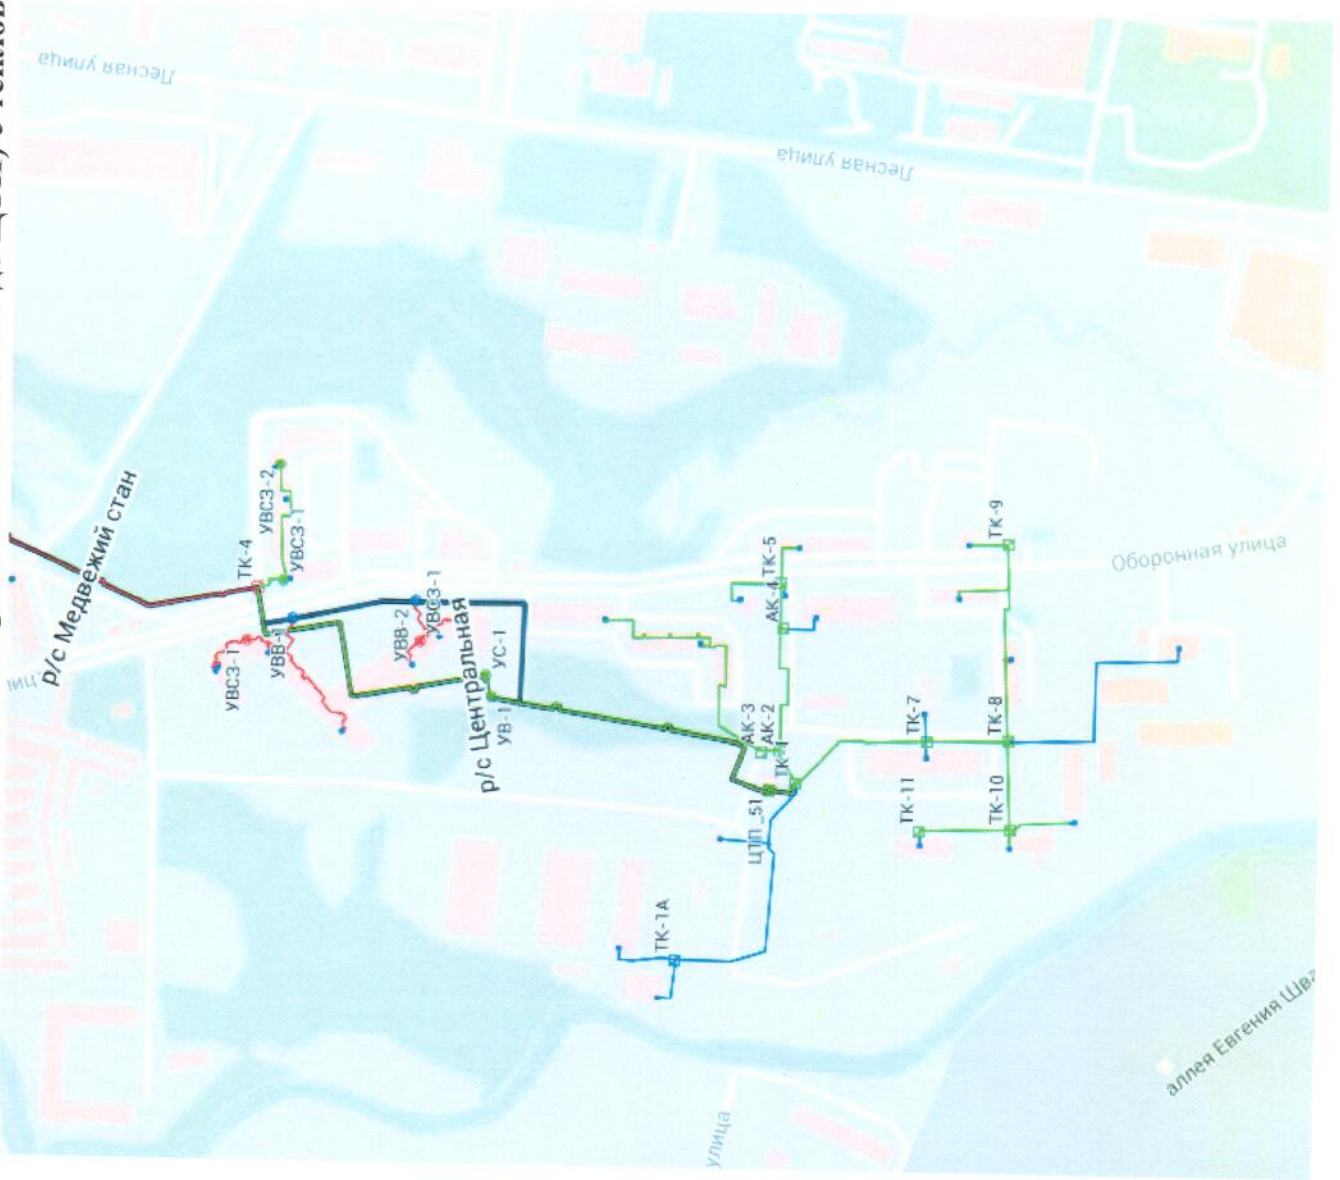 Лесная улица
Лесная улица
р/с Медвежий стан
ТК-4
УВСЗ-2
УВСЗ-1
УВСЗ-1
УВВ-1
УВВ-2
УВСЗ-1
р/с Центральная
УС-1
УВ-1
ТК-5
АК-4
ТК-9
Оборонная улица
АК-3
АК-2
ТК-1
ТК-7
ТК-8
ЦТП_51
ТК-11
ТК-10
ТК-1А
улица
аллея Евгения Шва